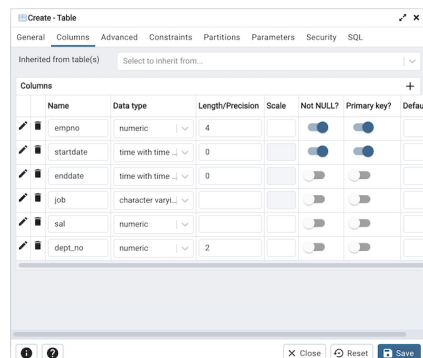 Create - Table
General Columns Advanced Constraints Partitions Parameters Security SQL
Inherited from table(s) Select to inherit from...
Columns
Name Data type Length/Precision Scale Not NULL? Primary key? Defau
empno numeric 4
startdate time with time ... 0
enddate time with time ... 0
job character varyi...
sal numeric
dept_no numeric 2
Close Reset Save